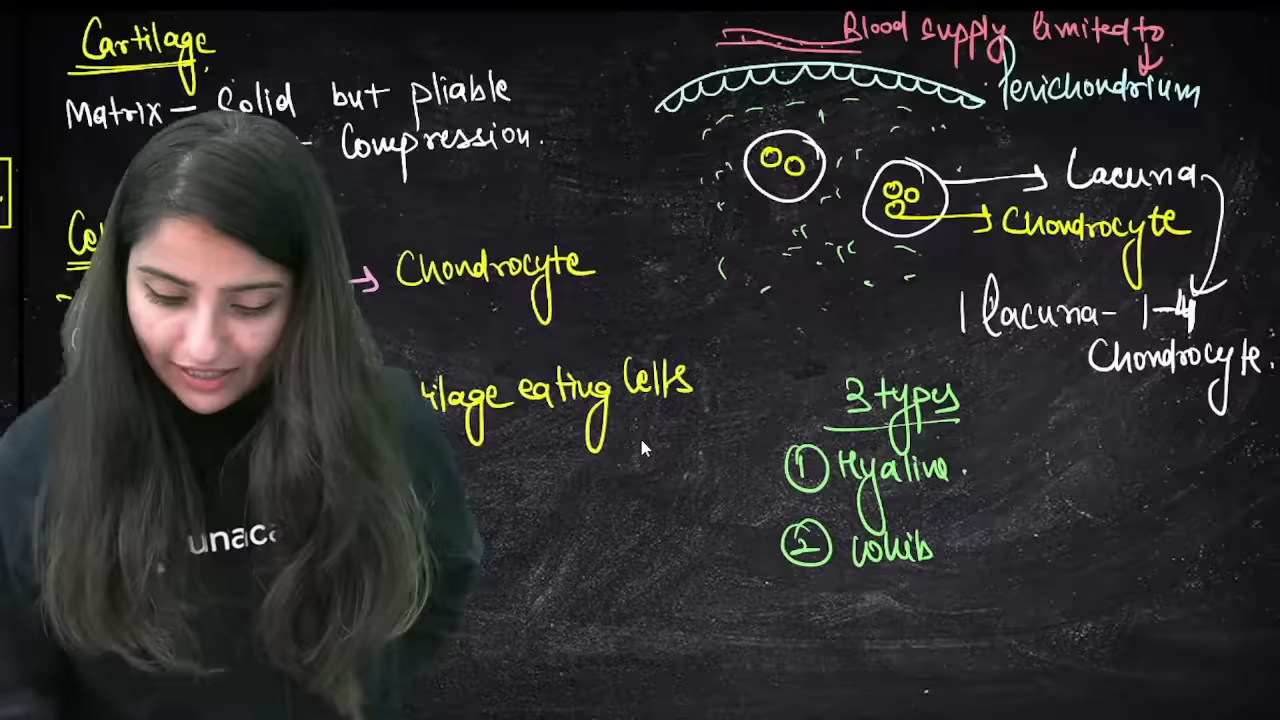 Cartilage
Matrix – Solid but pliable
– Compression.
→ Chondrocyte
ilage eating Cells
Blood supply limited to
Perichondrium
Lacuna
Chondrocyte
1 lacuna – 1–4
Chondrocyte.
3 types
① Hyaline.
②
unaca